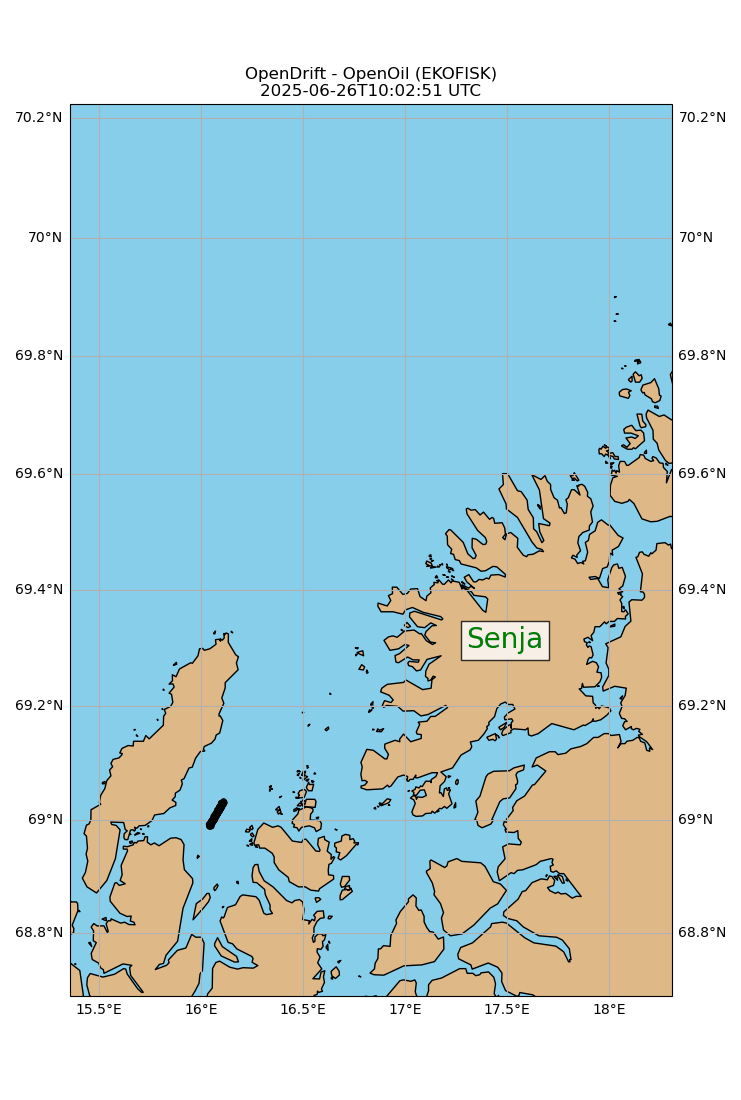 OpenDrift - OpenOil (EKOFISK)
2025-06-26T10:02:51 UTC
70.2°N 70.2°N
70°N 70°N
69.8°N 69.8°N
69.6°N 69.6°N
69.4°N 69.4°N
Senja
69.2°N 69.2°N
69°N 69°N
68.8°N 68.8°N
15.5°E 16°E 16.5°E 17°E 17.5°E 18°E